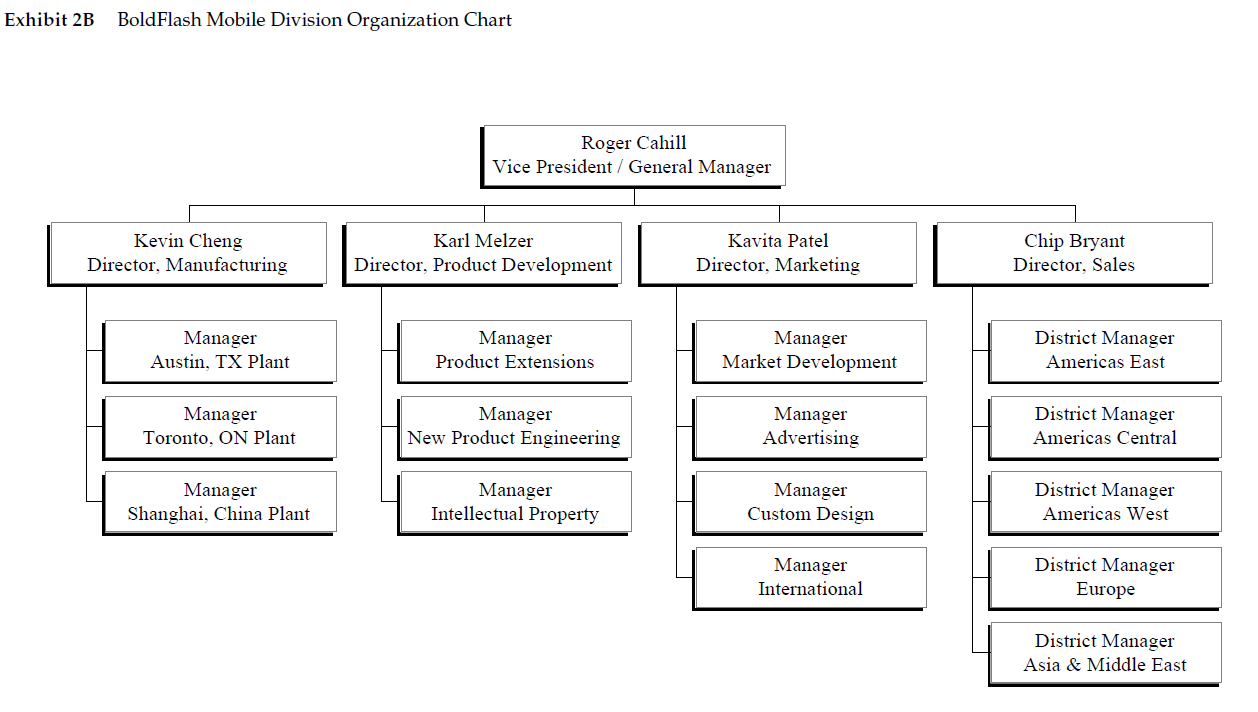 Exhibit 2B BoldFlash Mobile Division Organization Chart
Roger Cahill
Vice President / General Manager
Kevin Cheng
Director, Manufacturing
Manager
Austin, TX Plant
Manager
Toronto, ON Plant
Manager
Shanghai, China Plant
Karl Melzer
Director, Product Development
Manager
Product Extensions
Manager
New Product Engineering
Manager
Intellectual Property
Kavita Patel
Director, Marketing
Manager
Market Development
Manager
Advertising
Manager
Custom Design
Manager
International
Chip Bryant
Director, Sales
District Manager
Americas East
District Manager
Americas Central
District Manager
Americas West
District Manager
Europe
District Manager
Asia & Middle East